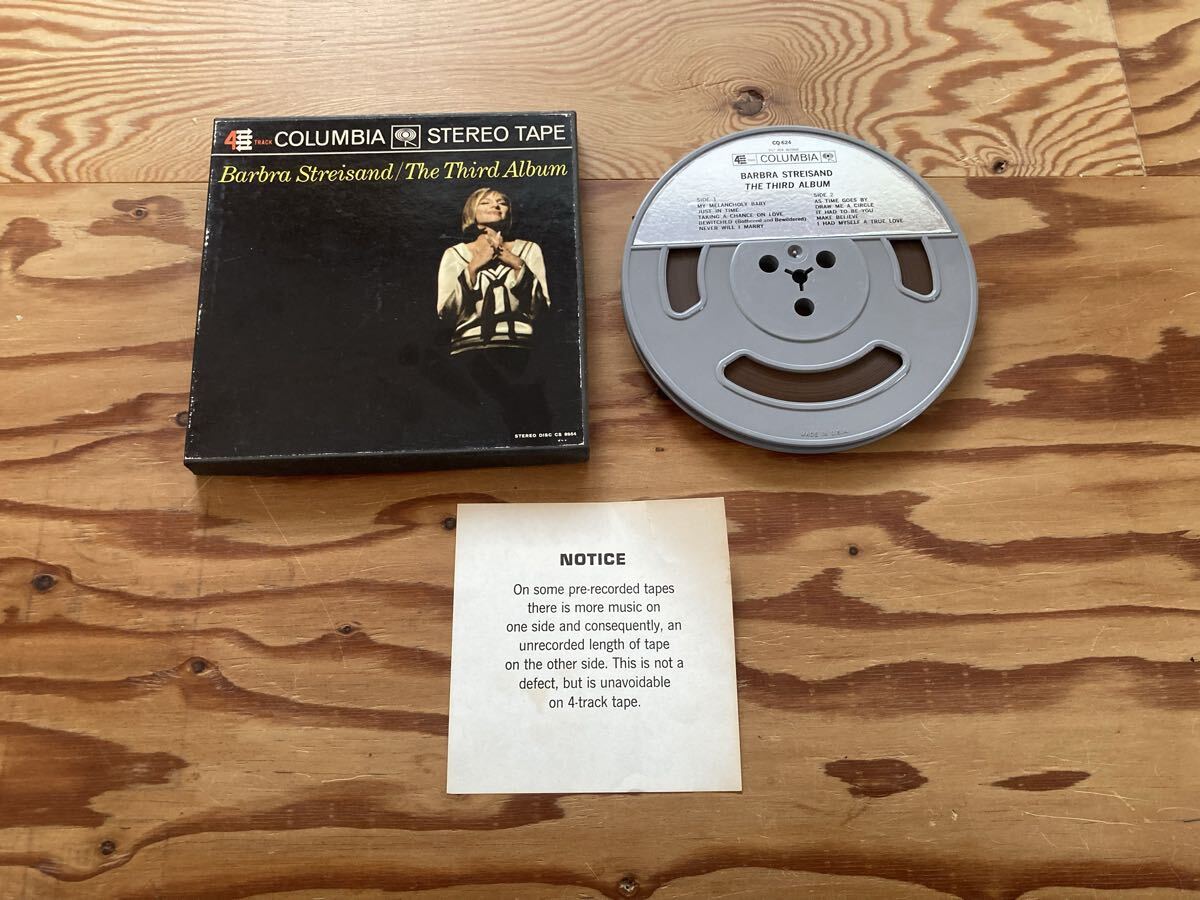 4 TRACK COLUMBIA STEREO TAPE
Barbra Streisand/The Third Album
STEREO DISC CS 8954
CQ 624
4 COLUMBIA
BARBRA STREISAND
THE THIRD ALBUM
SIDE 1
MY MELANCHOLY BABY
JUST IN TIME
TAKING A CHANCE ON LOVE
BEWITCHED (Bothered and Bewildered)
NEVER WILL I MARRY
SIDE 2
AS TIME GOES BY
DRAW ME A CIRCLE
IT HAD TO BE YOU
MAKE BELIEVE
I HAD MYSELF A TRUE LOVE
MADE IN U.S.A.
NOTICE
On some pre-recorded tapes
there is more music on
one side and consequently, an
unrecorded length of tape
on the other side. This is not a
defect, but is unavoidable
on 4-track tape.